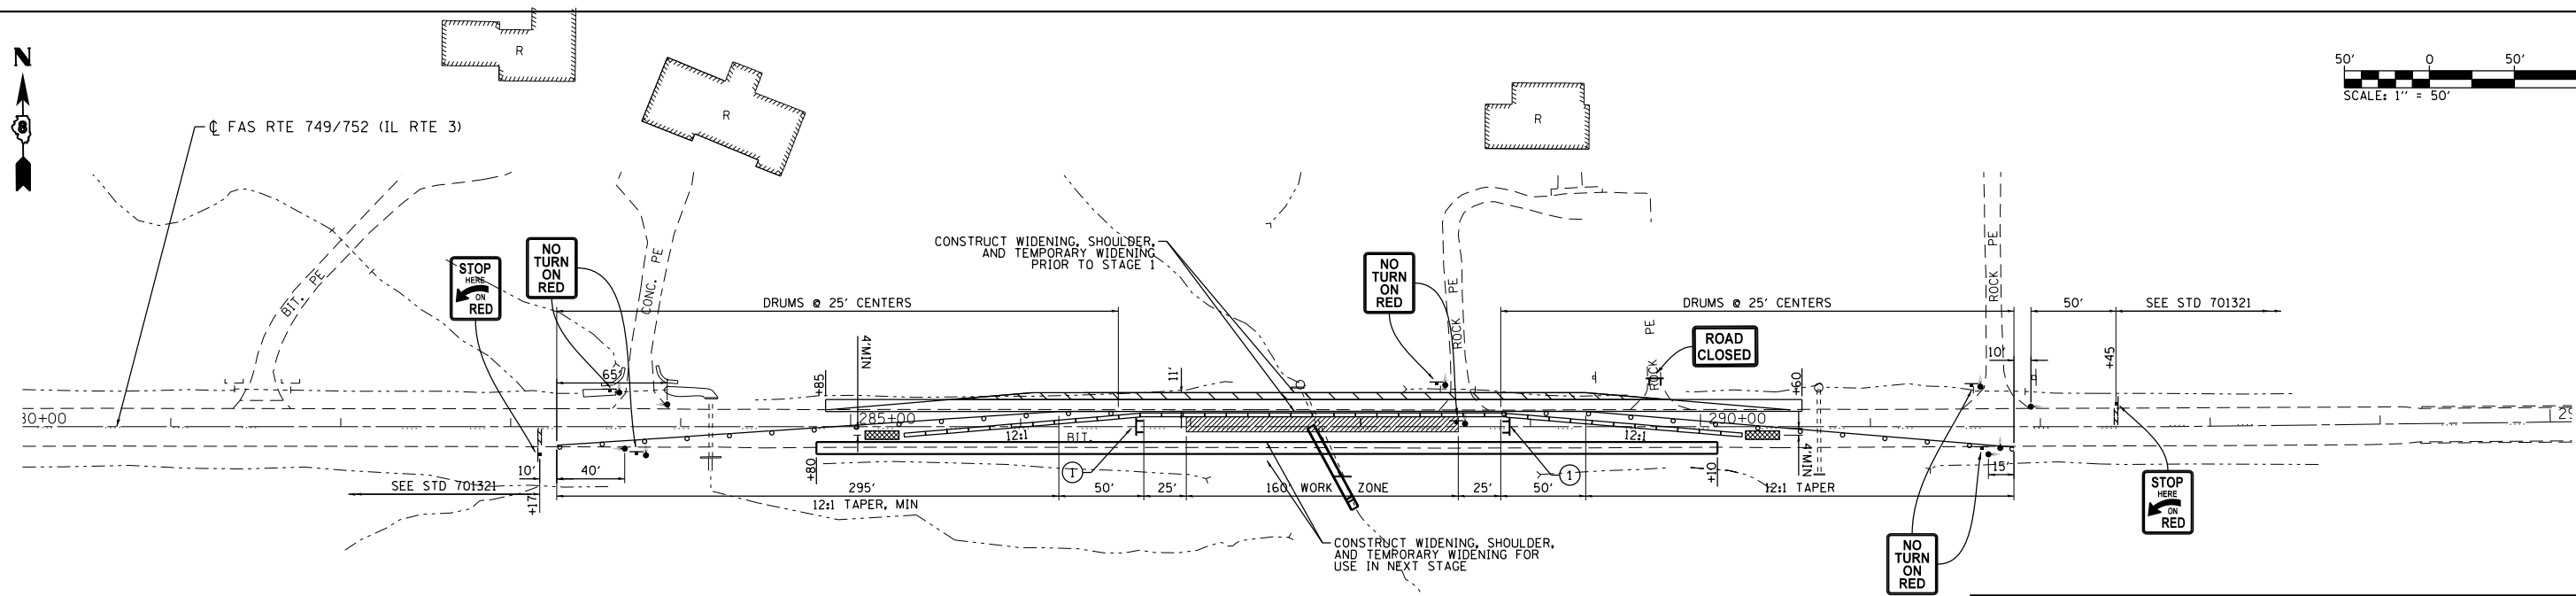 N
8
℄ FAS RTE 749/752 (IL RTE 3)
R
R
R
50' 0 50'
SCALE: 1" = 50'
BIT. PE
CONC. PE
STOP
HERE
ON
RED
NO
TURN
ON
RED
CONSTRUCT WIDENING, SHOULDER,
AND TEMPORARY WIDENING
PRIOR TO STAGE 1
NO
TURN
ON
RED
ROCK PE
ROCK PE
ROCK PE
ROAD
CLOSED
DRUMS @ 25' CENTERS
DRUMS @ 25' CENTERS
50'
SEE STD 701321
10'
+45
65'
4'MIN
+85
11'
+60
285+00
290+00
12:1
BIT.
12:1
10'
40'
+80
1
1
+10
4'MIN
15'
SEE STD 701321
+17
295'
50'
25'
160' WORK ZONE
25'
50'
12:1 TAPER
12:1 TAPER, MIN
CONSTRUCT WIDENING, SHOULDER,
AND TEMPORARY WIDENING FOR
USE IN NEXT STAGE
NO
TURN
ON
RED
STOP
HERE
ON
RED